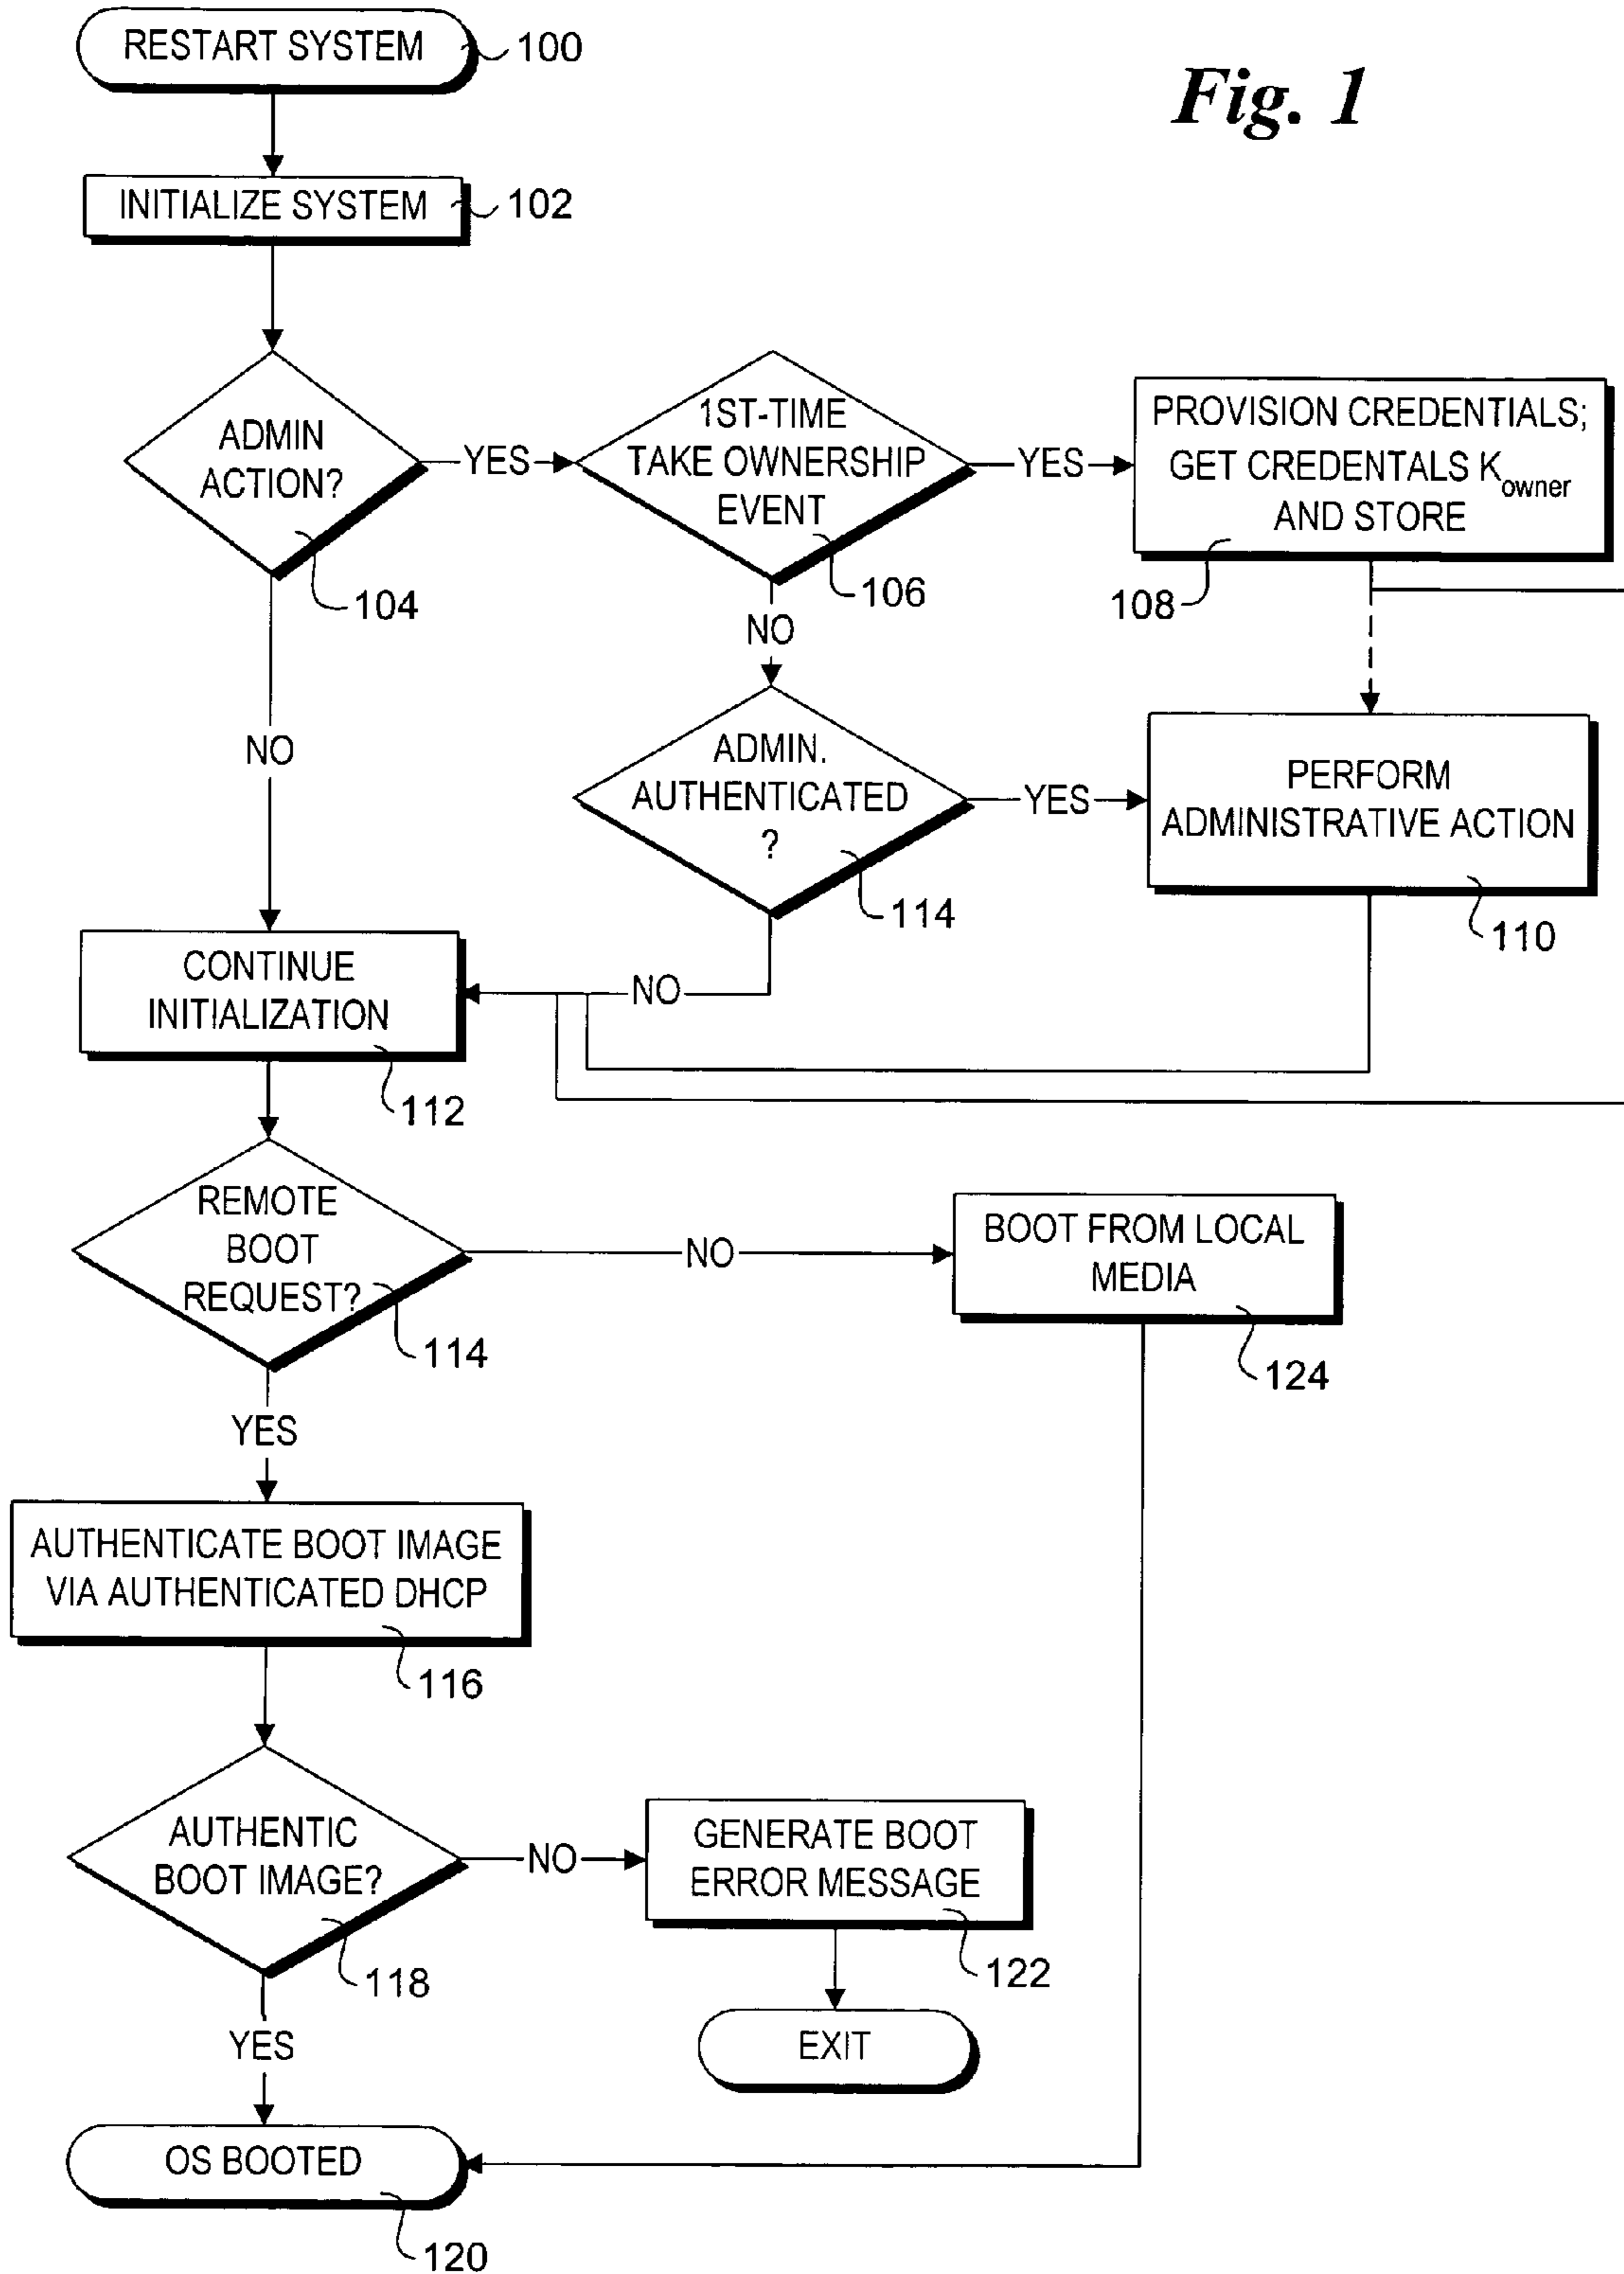 RESTART SYSTEM
100
Fig. 1
INITIALIZE SYSTEM
102
ADMIN
ACTION?
104
YES
1ST-TIME
TAKE OWNERSHIP
EVENT
106
YES
PROVISION CREDENTIALS;
GET CREDENTALS Kowner
AND STORE
108
NO
NO
ADMIN.
AUTHENTICATED
?
114
YES
PERFORM
ADMINISTRATIVE ACTION
110
NO
CONTINUE
INITIALIZATION
112
REMOTE
BOOT
REQUEST?
114
NO
BOOT FROM LOCAL
MEDIA
124
YES
AUTHENTICATE BOOT IMAGE
VIA AUTHENTICATED DHCP
116
AUTHENTIC
BOOT IMAGE?
118
NO
GENERATE BOOT
ERROR MESSAGE
122
EXIT
YES
OS BOOTED
120